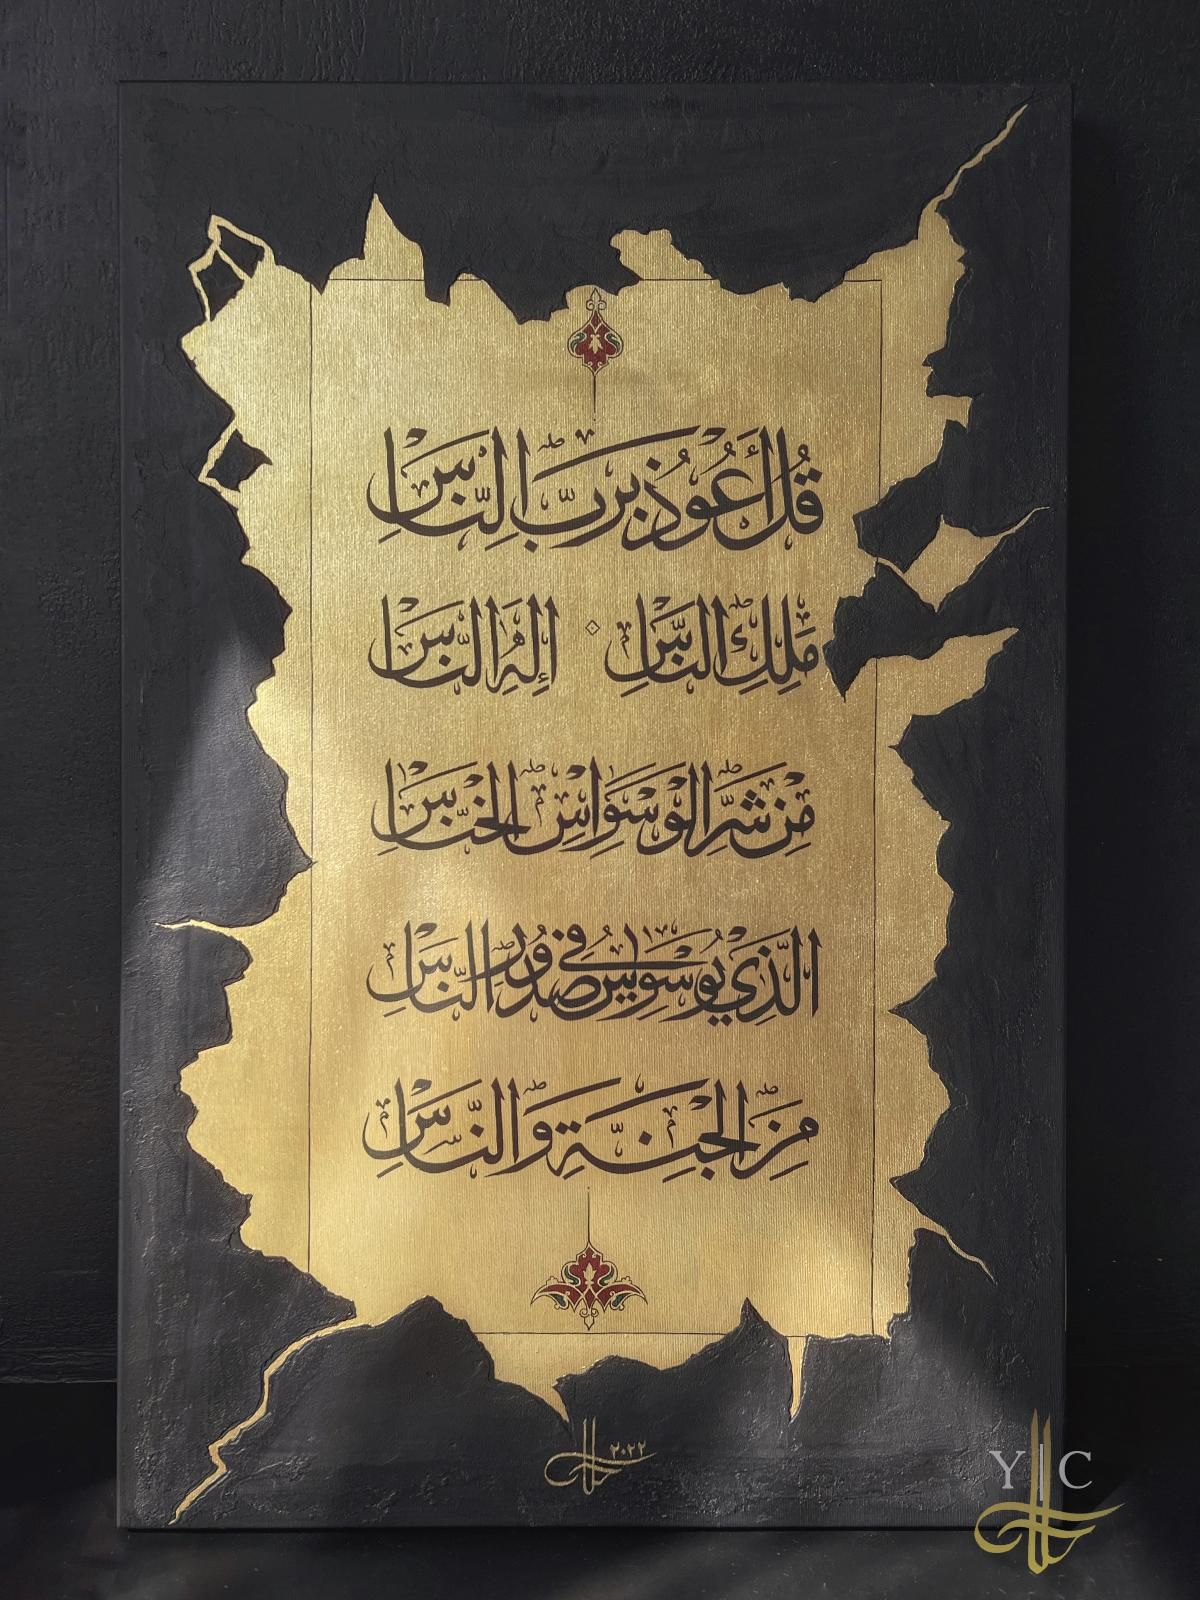 قُلْ أَعُوذُ بِرَبِّ النَّاسِ
مَلِكِ النَّاسِ إِلٰهِ النَّاسِ
مِنْ شَرِّ الْوَسْوَاسِ الْخَنَّاسِ
الَّذِي يُوَسْوِسُ فِي صُدُورِ النَّاسِ
مِنَ الْجِنَّةِ وَالنَّاسِ
٢٠٢٢
Y C